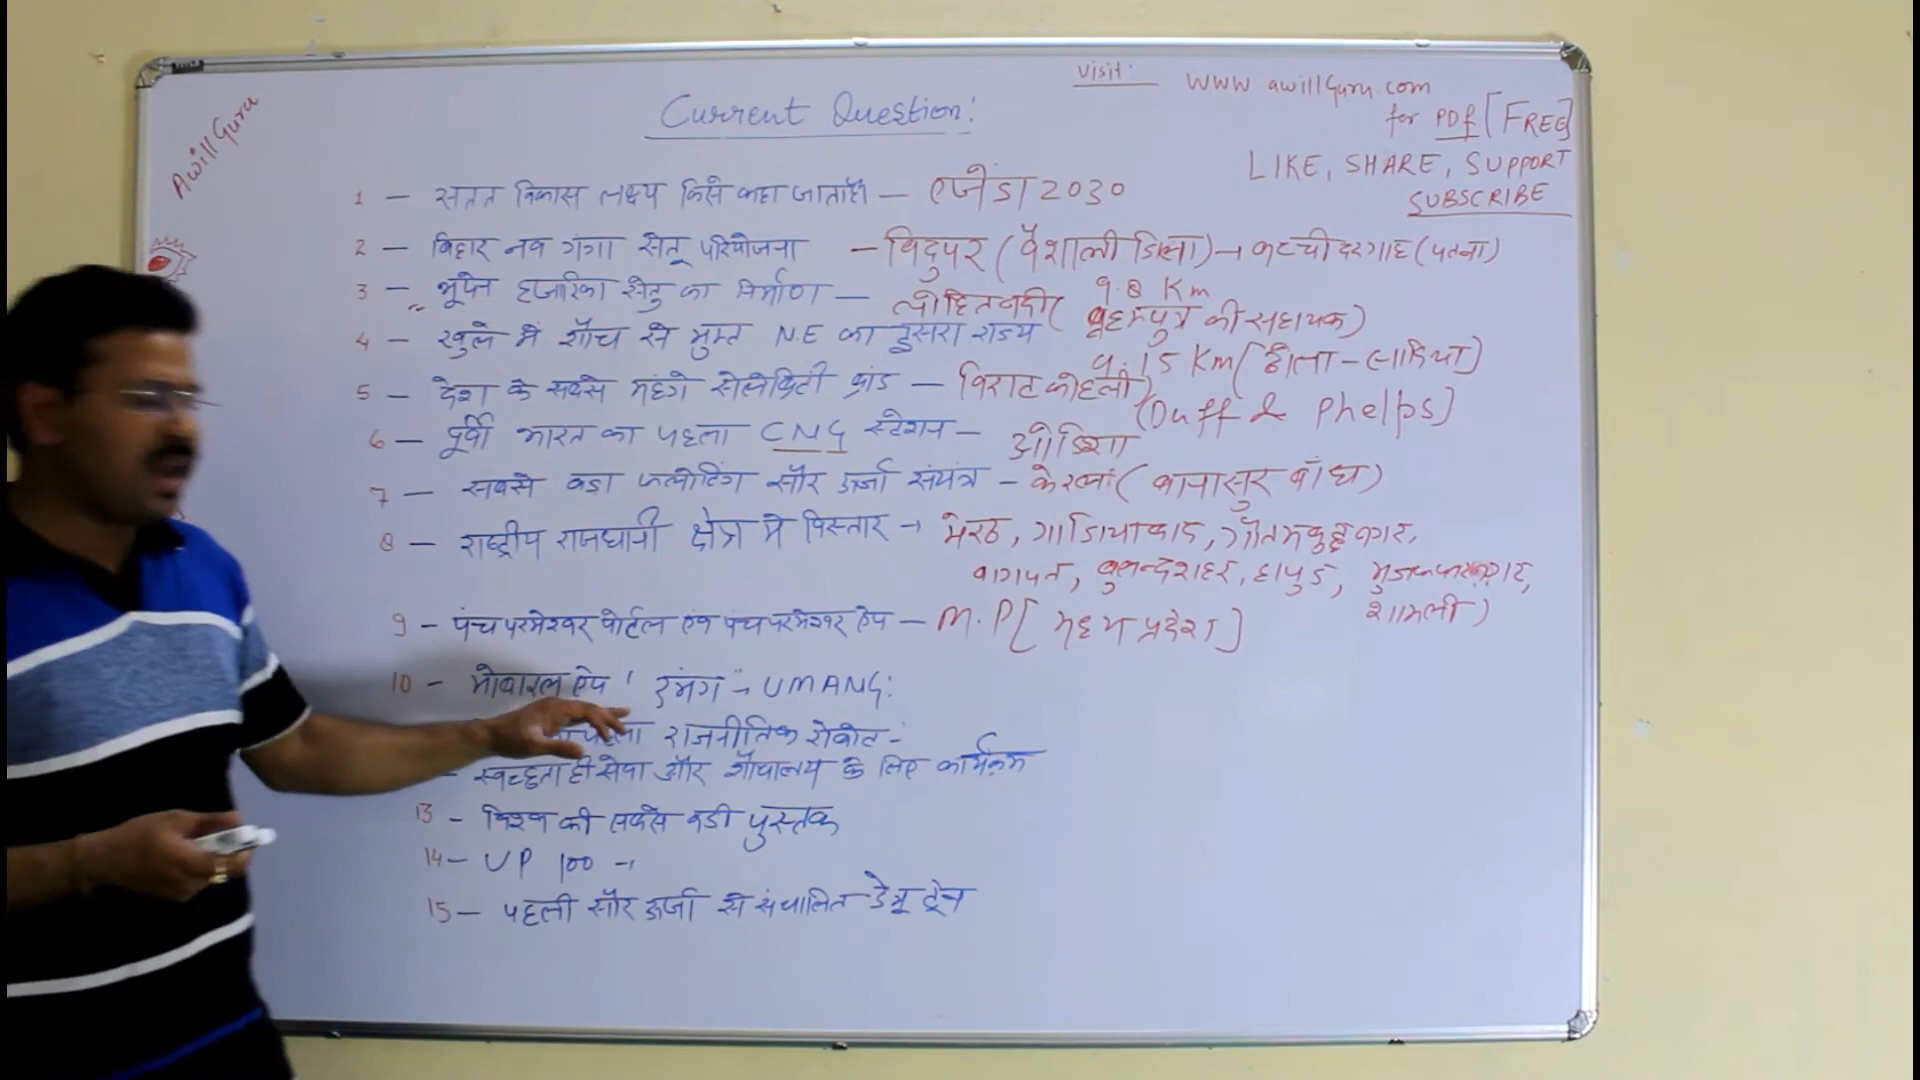 AwillGuru
visit:
www awillGuru.com
for PDf [FREE]
LIKE, SHARE, SUPPORT
SUBSCRIBE
Current Question:
1 – सतत विकास लक्ष्य किसे कहा जाता है। – एजेंडा 2030
2 – बिहार नव गंगा सेतू परियोजना – विदुपर (वैशाली जिला) → कच्ची दरगाह (पटना)
3 – भूपेन हजारिका सेतु का निर्माण – लोहित नदी (ब्रह्मपुत्र की सहायक)
9.8 Km
4 – खुले में शौच से मुक्त N.E का दुसरा राज्य
9.15 Km (ढोला-सादिया)
5 – देश के सबसे महंगे सेलेब्रिटी ब्रांड – विराट कोहली
(Duff & Phelps)
6 – पूर्वी भारत का पहला CNG स्टेशन – ओडिशा
7 – सबसे बडा फ्लोटिंग सौर ऊर्जा संयंत्र – केरला (बानासुर बाँध)
8 – राष्ट्रीय राजधानी क्षेत्र मे विस्तार → मेरठ, गाजियाबाद, गौतमबुद्ध नगर,
बागपत, बुलन्दशहर, हापुड, मुजफ्फरनगर,
शामली)
9 – पंच परमेश्वर पोर्टल एंव पंच परमेश्वर ऐप – M.P [मध्य प्रदेश]
10 – मोबाइल ऐप ' उमंग → UMANG:
राजनीतिक रोबोट –
– स्वच्छता ही सेवा और शौचालय के लिए कार्यक्रम
13 – विश्व की सबसे बडी पुस्तक
14 – UP 100 →
15 – पहली सौर ऊर्जा से संचालित डेमू ट्रेन